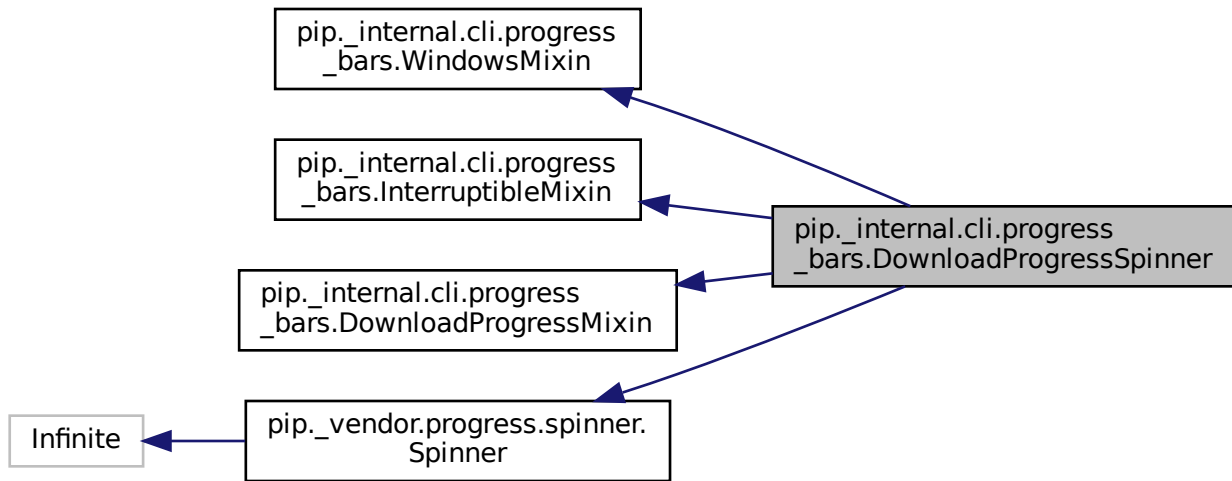 pip._internal.cli.progress
_bars.WindowsMixin
pip._internal.cli.progress
_bars.InterruptibleMixin
pip._internal.cli.progress
_bars.DownloadProgressSpinner
pip._internal.cli.progress
_bars.DownloadProgressMixin
Infinite
pip._vendor.progress.spinner.
Spinner